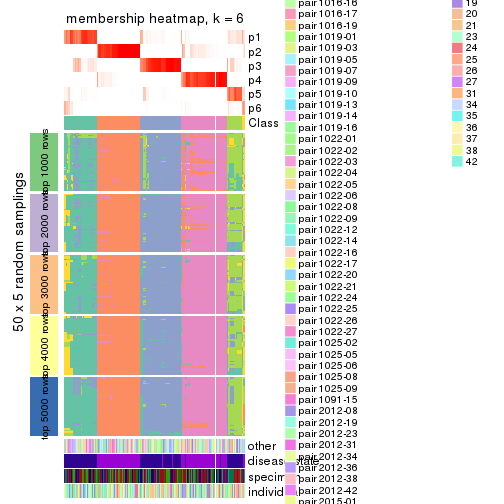 membership heatmap, k = 6
p1
p2
p3
p4
p5
p6
Class
50 x 5 random samplings
top 1000 rows
top 2000 rows
top 3000 rows
top 4000 rows
top 5000 rows
other
individ
pair1016-16
pair1016-17
pair1019-01
pair1019-03
pair1019-05
pair1019-07
pair1019-09
pair1019-10
pair1019-13
pair1019-14
pair1019-16
pair1022-01
pair1022-02
pair1022-03
pair1022-04
pair1022-05
pair1022-06
pair1022-08
pair1022-09
pair1022-12
pair1022-14
pair1022-16
pair1022-17
pair1022-20
pair1022-21
pair1022-24
pair1022-25
pair1022-26
pair1022-27
pair1025-02
pair1025-05
pair1025-06
pair1025-08
pair1025-09
pair1091-15
pair2012-08
pair2012-19
pair2012-23
pair2012-31
pair2012-34
pair2012-36
pair2012-38
pair2012-42
pair2015-01
19
20
21
23
24
25
26
27
31
34
35
36
37
38
42